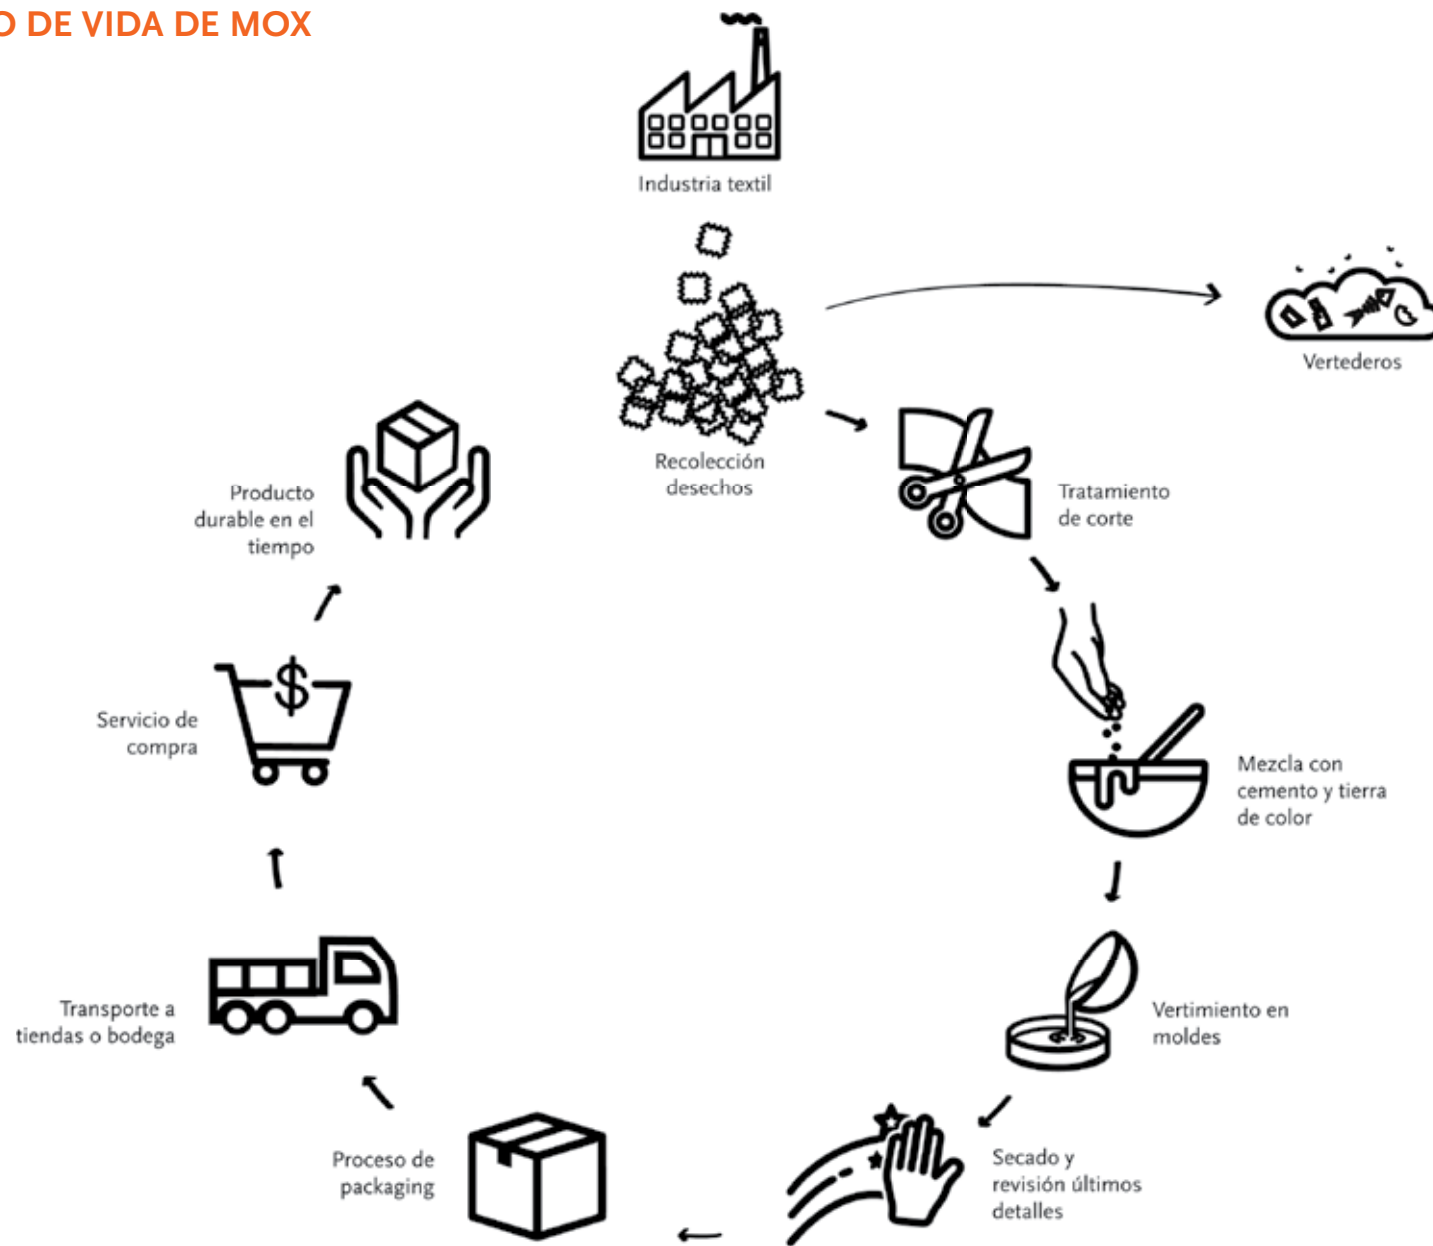 O DE VIDA DE MOX
Industria textil
Vertederos
Recolección
desechos
Tratamiento
de corte
Producto
durable en el
tiempo
$
Servicio de
compra
Mezcla con
cemento y tierra
de color
Transporte a
tiendas o bodega
Vertimiento en
moldes
Proceso de
packaging
Secado y
revisión últimos
detalles